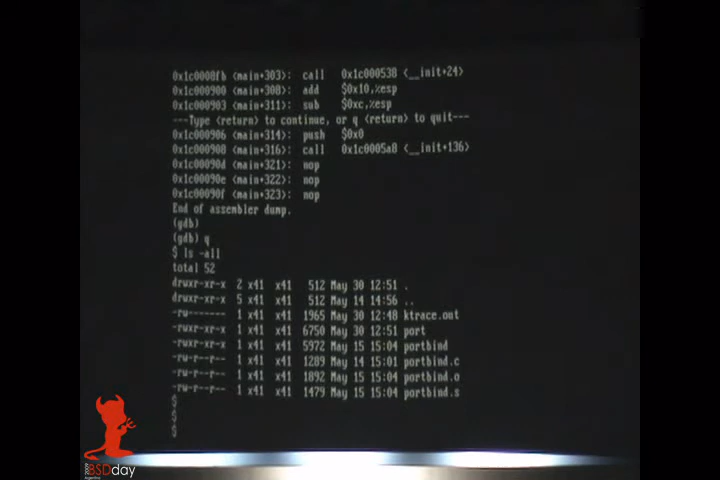 0x1c0008fb <main+303>: call 0x1c000538 <__init+24>
0x1c000900 <main+308>: add $0x10,%esp
0x1c000903 <main+311>: sub $0xc,%esp
---Type <return> to continue, or q <return> to quit---
0x1c000906 <main+314>: push $0x0
0x1c000908 <main+316>: call 0x1c0005a8 <__init+136>
0x1c00090d <main+321>: nop
0x1c00090e <main+322>: nop
0x1c00090f <main+323>: nop
End of assembler dump.
(gdb)
(gdb) q
$ ls -all
total 52
drwxr-xr-x 2 x41 x41 512 May 30 12:51 .
drwxr-xr-x 5 x41 x41 512 May 14 14:56 ..
-rw------- 1 x41 x41 1965 May 30 12:48 ktrace.out
-rwxr-xr-x 1 x41 x41 6750 May 30 12:51 port
-rwxr-xr-x 1 x41 x41 5972 May 15 15:04 portbind
-rw-r--r-- 1 x41 x41 1289 May 14 15:01 portbind.c
-rw-r--r-- 1 x41 x41 1892 May 15 15:04 portbind.o
-rw-r--r-- 1 x41 x41 1479 May 15 15:04 portbind.s
$
$
$
BSDday
Argentina